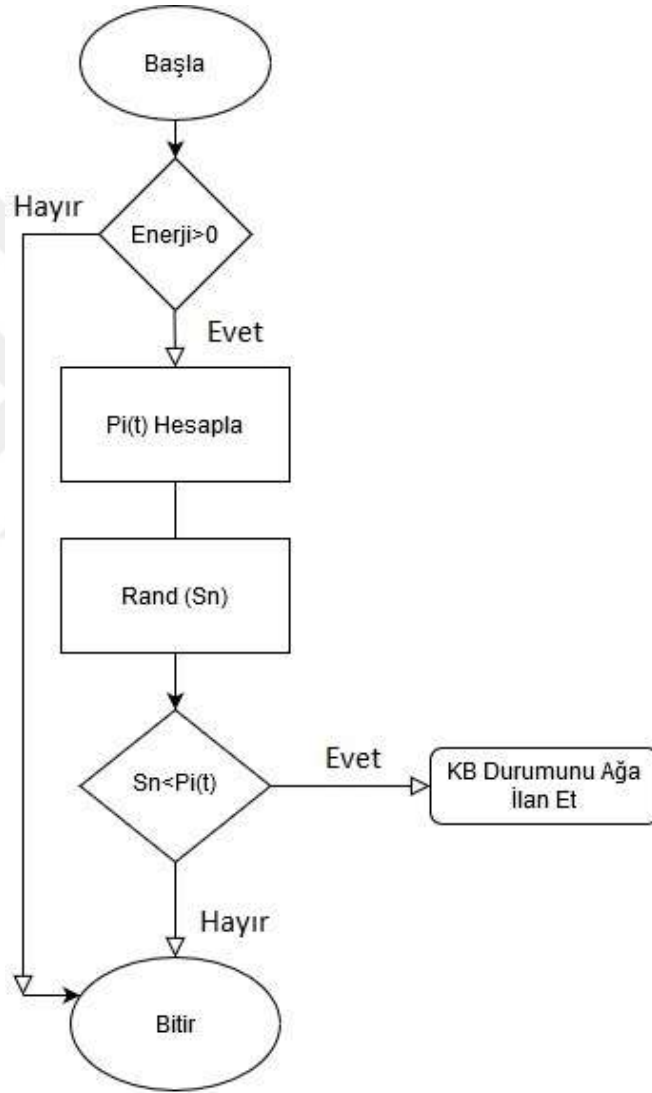 Başla
Hayır
Enerji>0
Evet
Pi(t) Hesapla
Rand (Sn)
Sn<Pi(t)
Evet
KB Durumunu Ağa
İlan Et
Hayır
Bitir